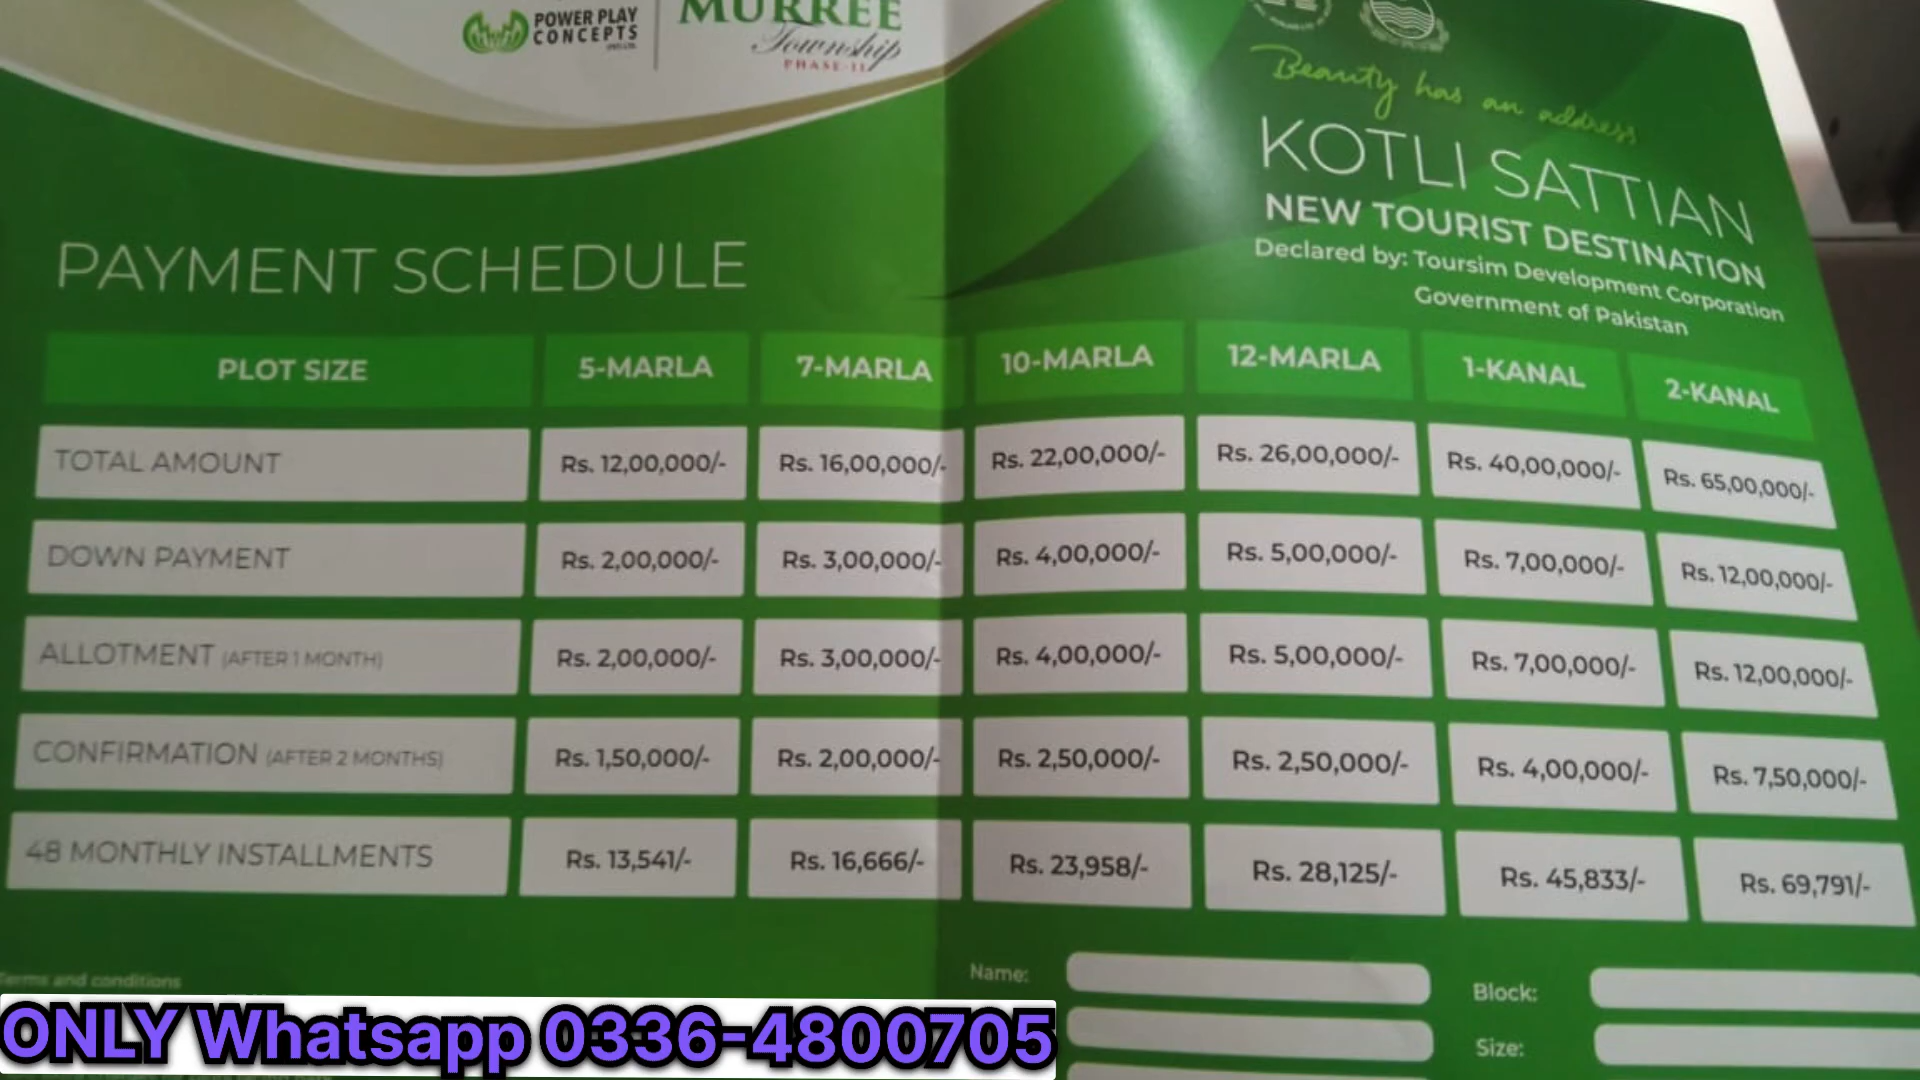 POWER PLAY
CONCEPTS
MURREE
Township
PHASE-II
Beauty has an address
KOTLI SATTIAN
NEW TOURIST DESTINATION
Declared by: Toursim Development Corporation
Government of Pakistan
PAYMENT SCHEDULE
PLOT SIZE 5-MARLA 7-MARLA 10-MARLA 12-MARLA 1-KANAL 2-KANAL
TOTAL AMOUNT Rs. 12,00,000/- Rs. 16,00,000/- Rs. 22,00,000/- Rs. 26,00,000/- Rs. 40,00,000/- Rs. 65,00,000/-
DOWN PAYMENT Rs. 2,00,000/- Rs. 3,00,000/- Rs. 4,00,000/- Rs. 5,00,000/- Rs. 7,00,000/- Rs. 12,00,000/-
ALLOTMENT (AFTER 1 MONTH) Rs. 2,00,000/- Rs. 3,00,000/- Rs. 4,00,000/- Rs. 5,00,000/- Rs. 7,00,000/- Rs. 12,00,000/-
CONFIRMATION (AFTER 2 MONTHS) Rs. 1,50,000/- Rs. 2,00,000/- Rs. 2,50,000/- Rs. 2,50,000/- Rs. 4,00,000/- Rs. 7,50,000/-
48 MONTHLY INSTALLMENTS Rs. 13,541/- Rs. 16,666/- Rs. 23,958/- Rs. 28,125/- Rs. 45,833/- Rs. 69,791/-
Name: Block:
Terms and conditions
Size:
ONLY Whatsapp 0336-4800705